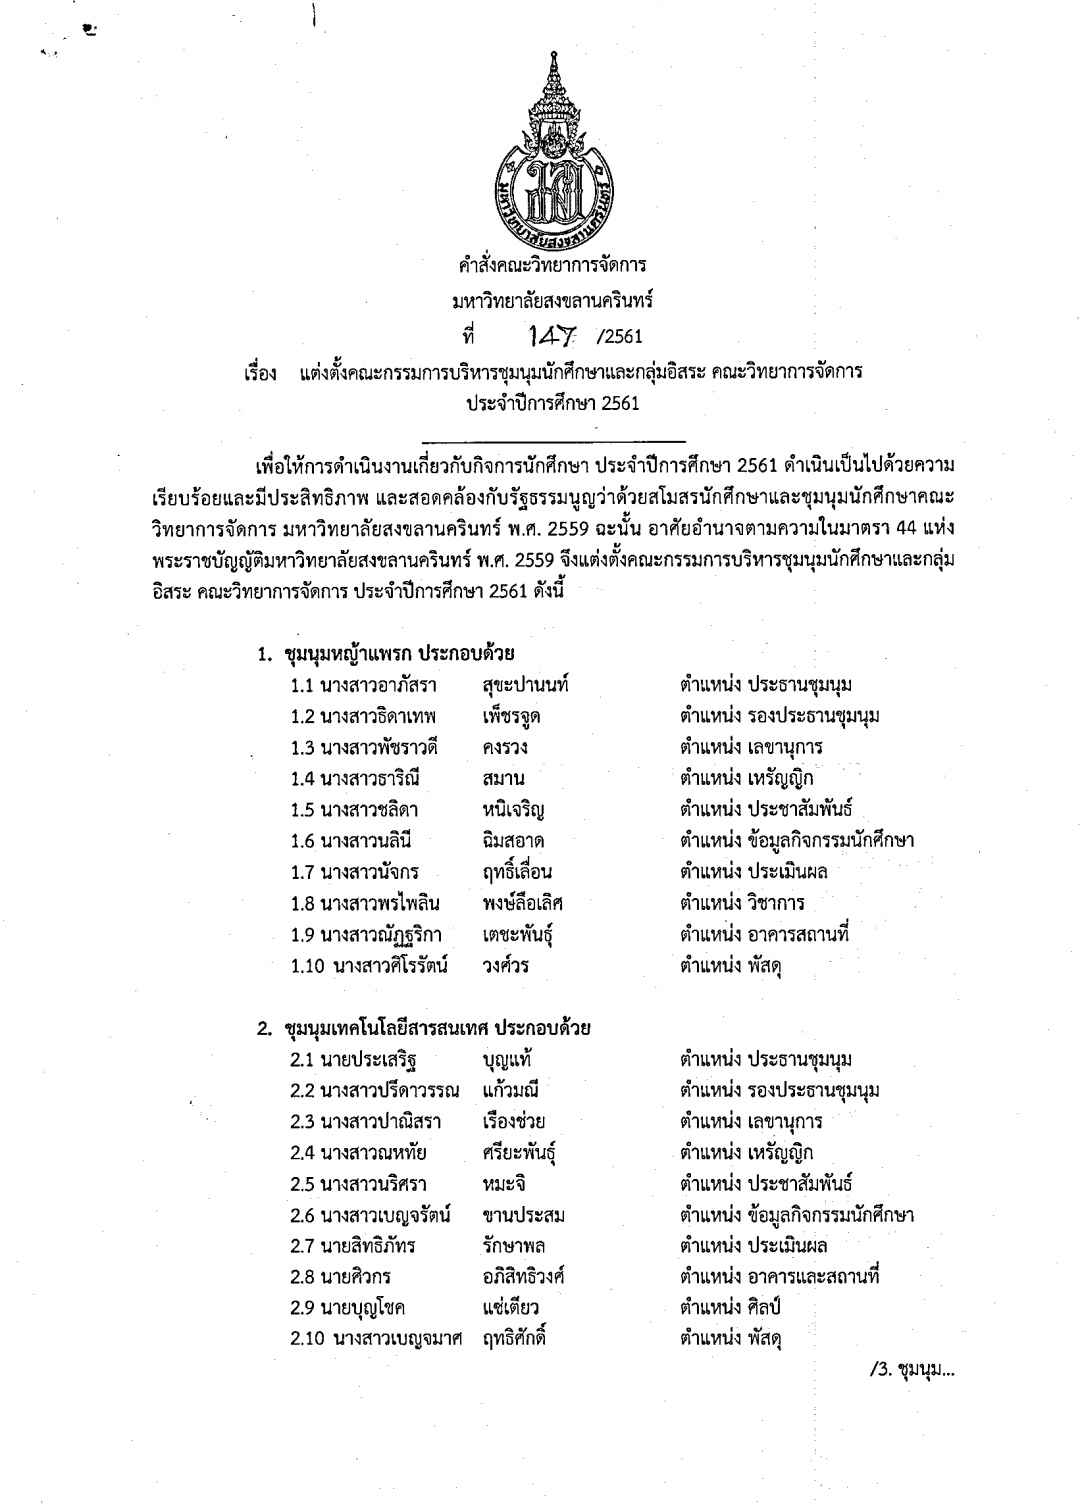 มหาวิทยาลัยสงขลานครินทร์
คำสั่งคณะวิทยาการจัดการ
มหาวิทยาลัยสงขลานครินทร์
ที่ 147 /2561
เรื่อง แต่งตั้งคณะกรรมการบริหารชุมนุมนักศึกษาและกลุ่มอิสระ คณะวิทยาการจัดการ
ประจำปีการศึกษา 2561
เพื่อให้การดำเนินงานเกี่ยวกับกิจการนักศึกษา ประจำปีการศึกษา 2561 ดำเนินเป็นไปด้วยความ
เรียบร้อยและมีประสิทธิภาพ และสอดคล้องกับรัฐธรรมนูญว่าด้วยสโมสรนักศึกษาและชุมนุมนักศึกษาคณะ
วิทยาการจัดการ มหาวิทยาลัยสงขลานครินทร์ พ.ศ. 2559 ฉะนั้น อาศัยอำนาจตามความในมาตรา 44 แห่ง
พระราชบัญญัติมหาวิทยาลัยสงขลานครินทร์ พ.ศ. 2559 จึงแต่งตั้งคณะกรรมการบริหารชุมนุมนักศึกษาและกลุ่ม
อิสระ คณะวิทยาการจัดการ ประจำปีการศึกษา 2561 ดังนี้
1. ชุมนุมหญ้าแพรก ประกอบด้วย
1.1 นางสาวอาภัสรา สุขะปานนท์ ตำแหน่ง ประธานชุมนุม
1.2 นางสาวธิดาเทพ เพ็ชรจูด ตำแหน่ง รองประธานชุมนุม
1.3 นางสาวพัชราวดี คงรวง ตำแหน่ง เลขานุการ
1.4 นางสาวธาริณี สมาน ตำแหน่ง เหรัญญิก
1.5 นางสาวชลิดา หนิเจริญ ตำแหน่ง ประชาสัมพันธ์
1.6 นางสาวนลินี ฉิมสอาด ตำแหน่ง ข้อมูลกิจกรรมนักศึกษา
1.7 นางสาวนัจกร ฤทธิ์เลื่อน ตำแหน่ง ประเมินผล
1.8 นางสาวพรไพลิน พงษ์ลือเลิศ ตำแหน่ง วิชาการ
1.9 นางสาวณัฏฐริกา เตชะพันธุ์ ตำแหน่ง อาคารสถานที่
1.10 นางสาวศิโรรัตน์ วงศ์วร ตำแหน่ง พัสดุ
2. ชุมนุมเทคโนโลยีสารสนเทศ ประกอบด้วย
2.1 นายประเสริฐ บุญแท้ ตำแหน่ง ประธานชุมนุม
2.2 นางสาวปรีดาวรรณ แก้วมณี ตำแหน่ง รองประธานชุมนุม
2.3 นางสาวปาณิสรา เรืองช่วย ตำแหน่ง เลขานุการ
2.4 นางสาวณหทัย ศรียะพันธุ์ ตำแหน่ง เหรัญญิก
2.5 นางสาวนริศรา หมะจิ ตำแหน่ง ประชาสัมพันธ์
2.6 นางสาวเบญจรัตน์ ขานประสม ตำแหน่ง ข้อมูลกิจกรรมนักศึกษา
2.7 นายสิทธิภัทร รักษาพล ตำแหน่ง ประเมินผล
2.8 นายศิวกร อภิสิทธิวงศ์ ตำแหน่ง อาคารและสถานที่
2.9 นายบุญโชค แซ่เตียว ตำแหน่ง ศิลป์
2.10 นางสาวเบญจมาศ ฤทธิศักดิ์ ตำแหน่ง พัสดุ
/3. ชุมนุม...